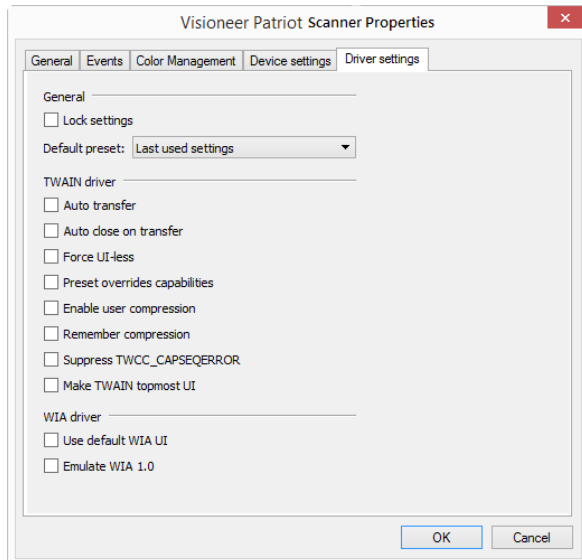 Visioneer Patriot Scanner Properties
General Events Color Management Device settings Driver settings
General
Lock settings
Default preset: Last used settings
TWAIN driver
Auto transfer
Auto close on transfer
Force UI-less
Preset overrides capabilities
Enable user compression
Remember compression
Suppress TWCC_CAPSEQERROR
Make TWAIN topmost UI
WIA driver
Use default WIA UI
Emulate WIA 1.0
OK Cancel